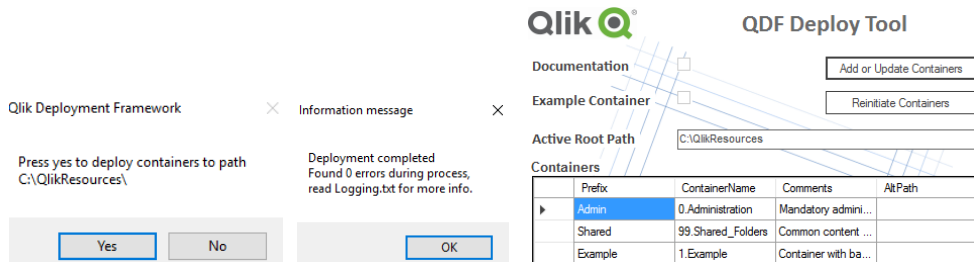 Qlik Deployment Framework
Press yes to deploy containers to path
C:\QlikResources\
Yes No
Information message
Deployment completed
Found 0 errors during process,
read Logging.txt for more info.
OK
Qlik QDF Deploy Tool
Documentation Add or Update Containers
Example Container Reinitiate Containers
Active Root Path C:\QlikResources
Containers
Prefix ContainerName Comments AltPath
Admin 0.Administration Mandatory admini...
Shared 99.Shared_Folders Common content ...
Example 1.Example Container with ba...